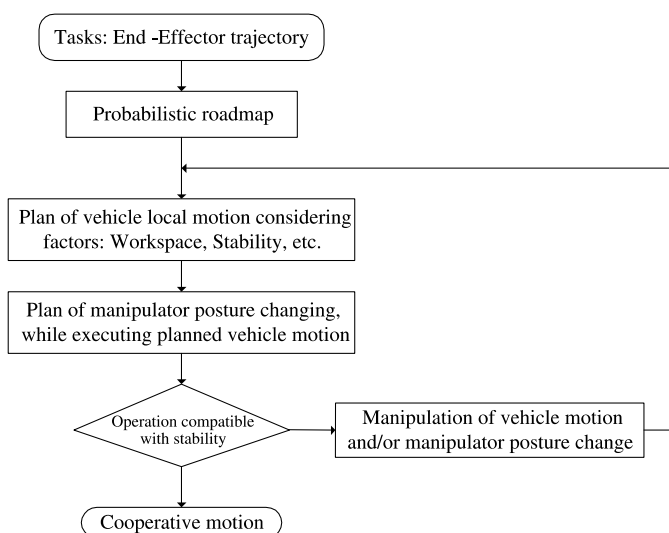 Tasks: End -Effector trajectory
Probabilistic roadmap
Plan of vehicle local motion considering
factors: Workspace, Stability, etc.
Plan of manipulator posture changing,
while executing planned vehicle motion
Operation compatible
with stability
Manipulation of vehicle motion
and/or manipulator posture change
Cooperative motion